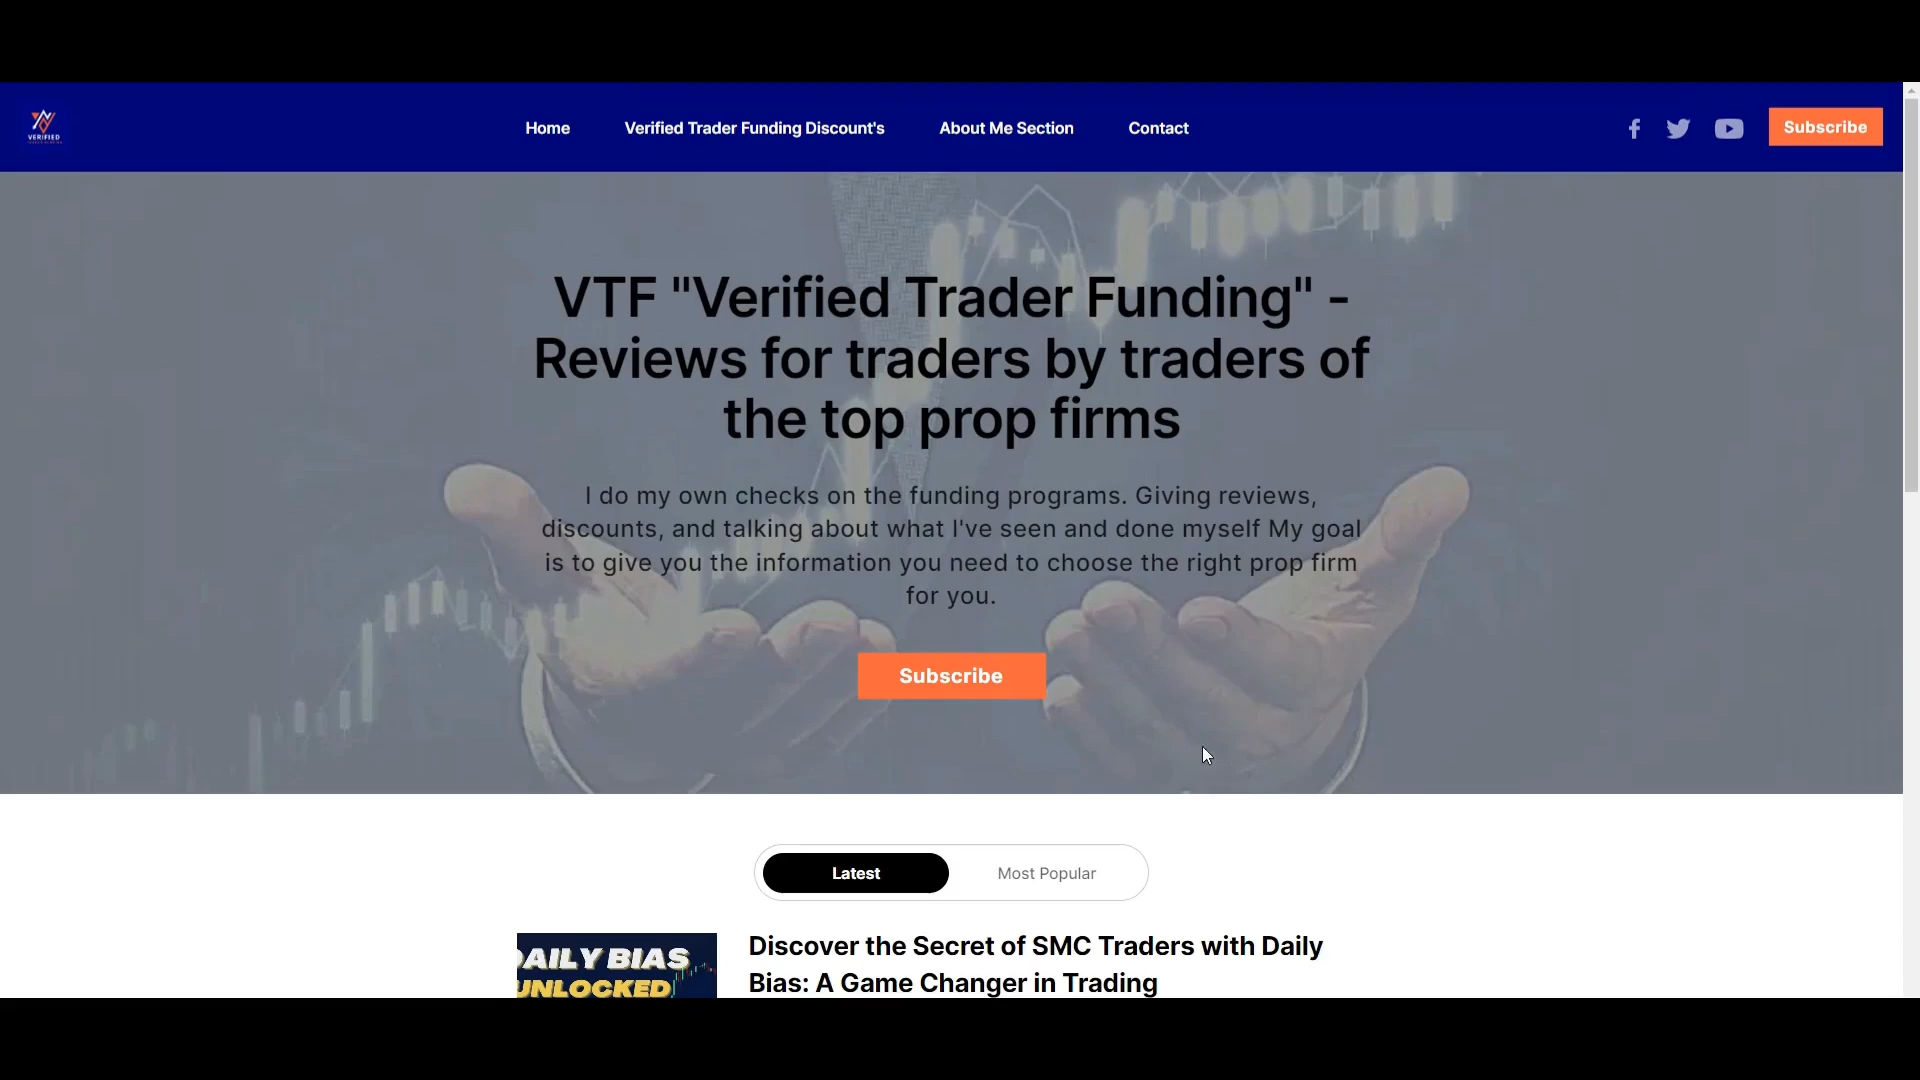 VERIFIED
Home
Verified Trader Funding Discount's
About Me Section
Contact
Subscribe
VTF "Verified Trader Funding" -
Reviews for traders by traders of
the top prop firms
I do my own checks on the funding programs. Giving reviews,
discounts, and talking about what I've seen and done myself My goal
is to give you the information you need to choose the right prop firm
for you.
Subscribe
Latest
Most Popular
DAILY BIAS
UNLOCKED
Discover the Secret of SMC Traders with Daily
Bias: A Game Changer in Trading